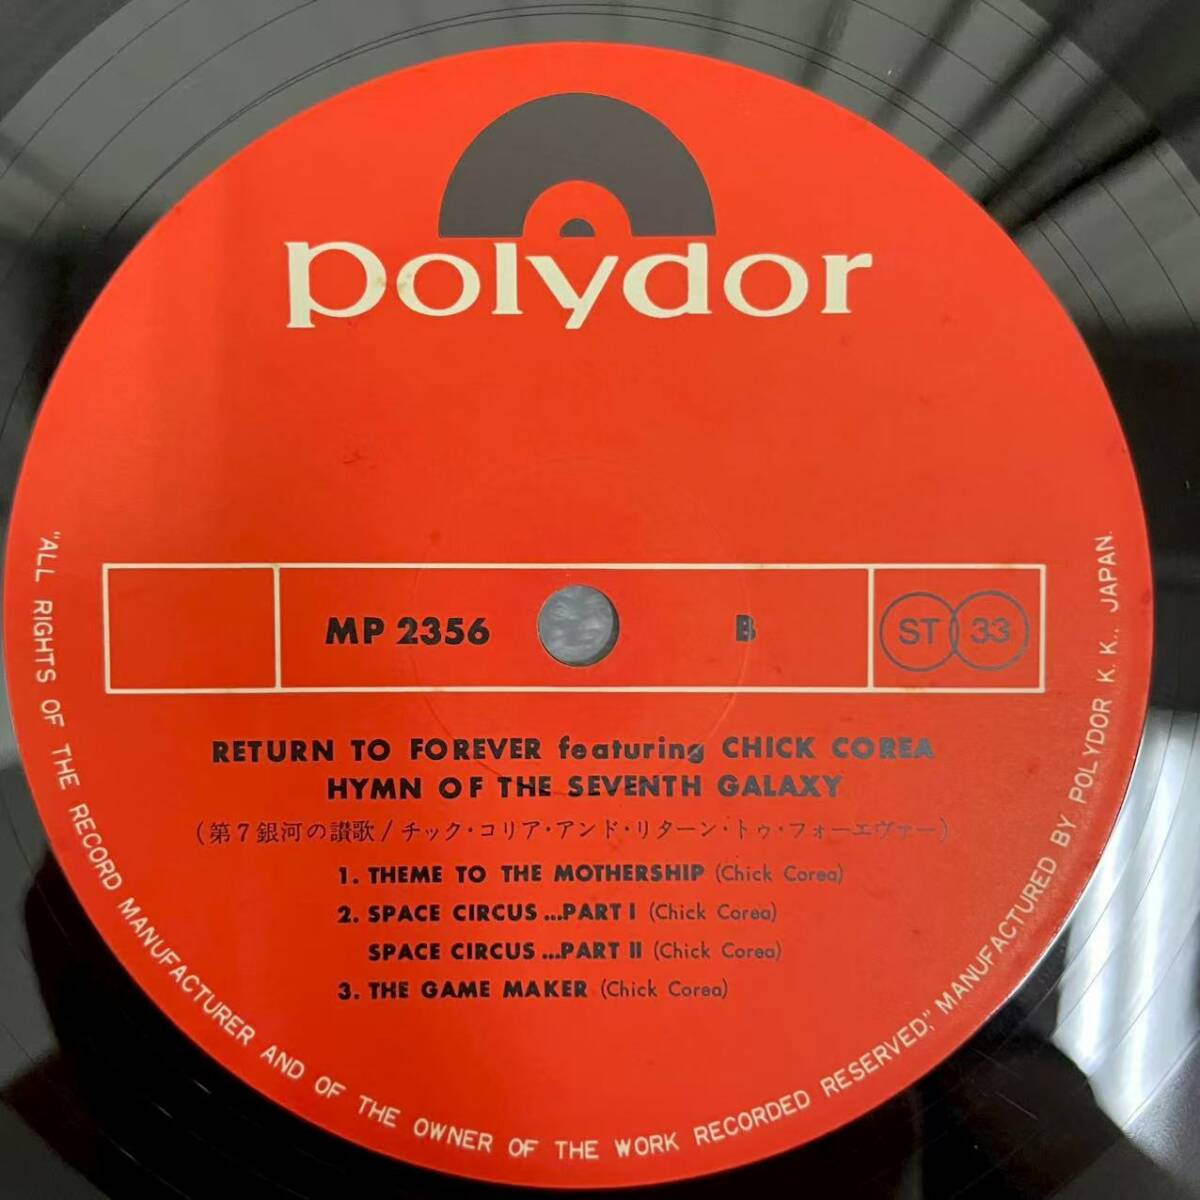 polydor
MP 2356 B ST 33
RETURN TO FOREVER featuring CHICK COREA
HYMN OF THE SEVENTH GALAXY
(第7銀河の讃歌/チック・コリア・アンド・リターン・トゥ・フォーエヴァー)
1. THEME TO THE MOTHERSHIP (Chick Corea)
2. SPACE CIRCUS...PART I (Chick Corea)
SPACE CIRCUS...PART II (Chick Corea)
3. THE GAME MAKER (Chick Corea)
"ALL RIGHTS OF THE RECORD MANUFACTURER AND OF THE OWNER OF THE WORK RECORDED RESERVED," MANUFACTURED BY POLYDOR K. K., JAPAN.